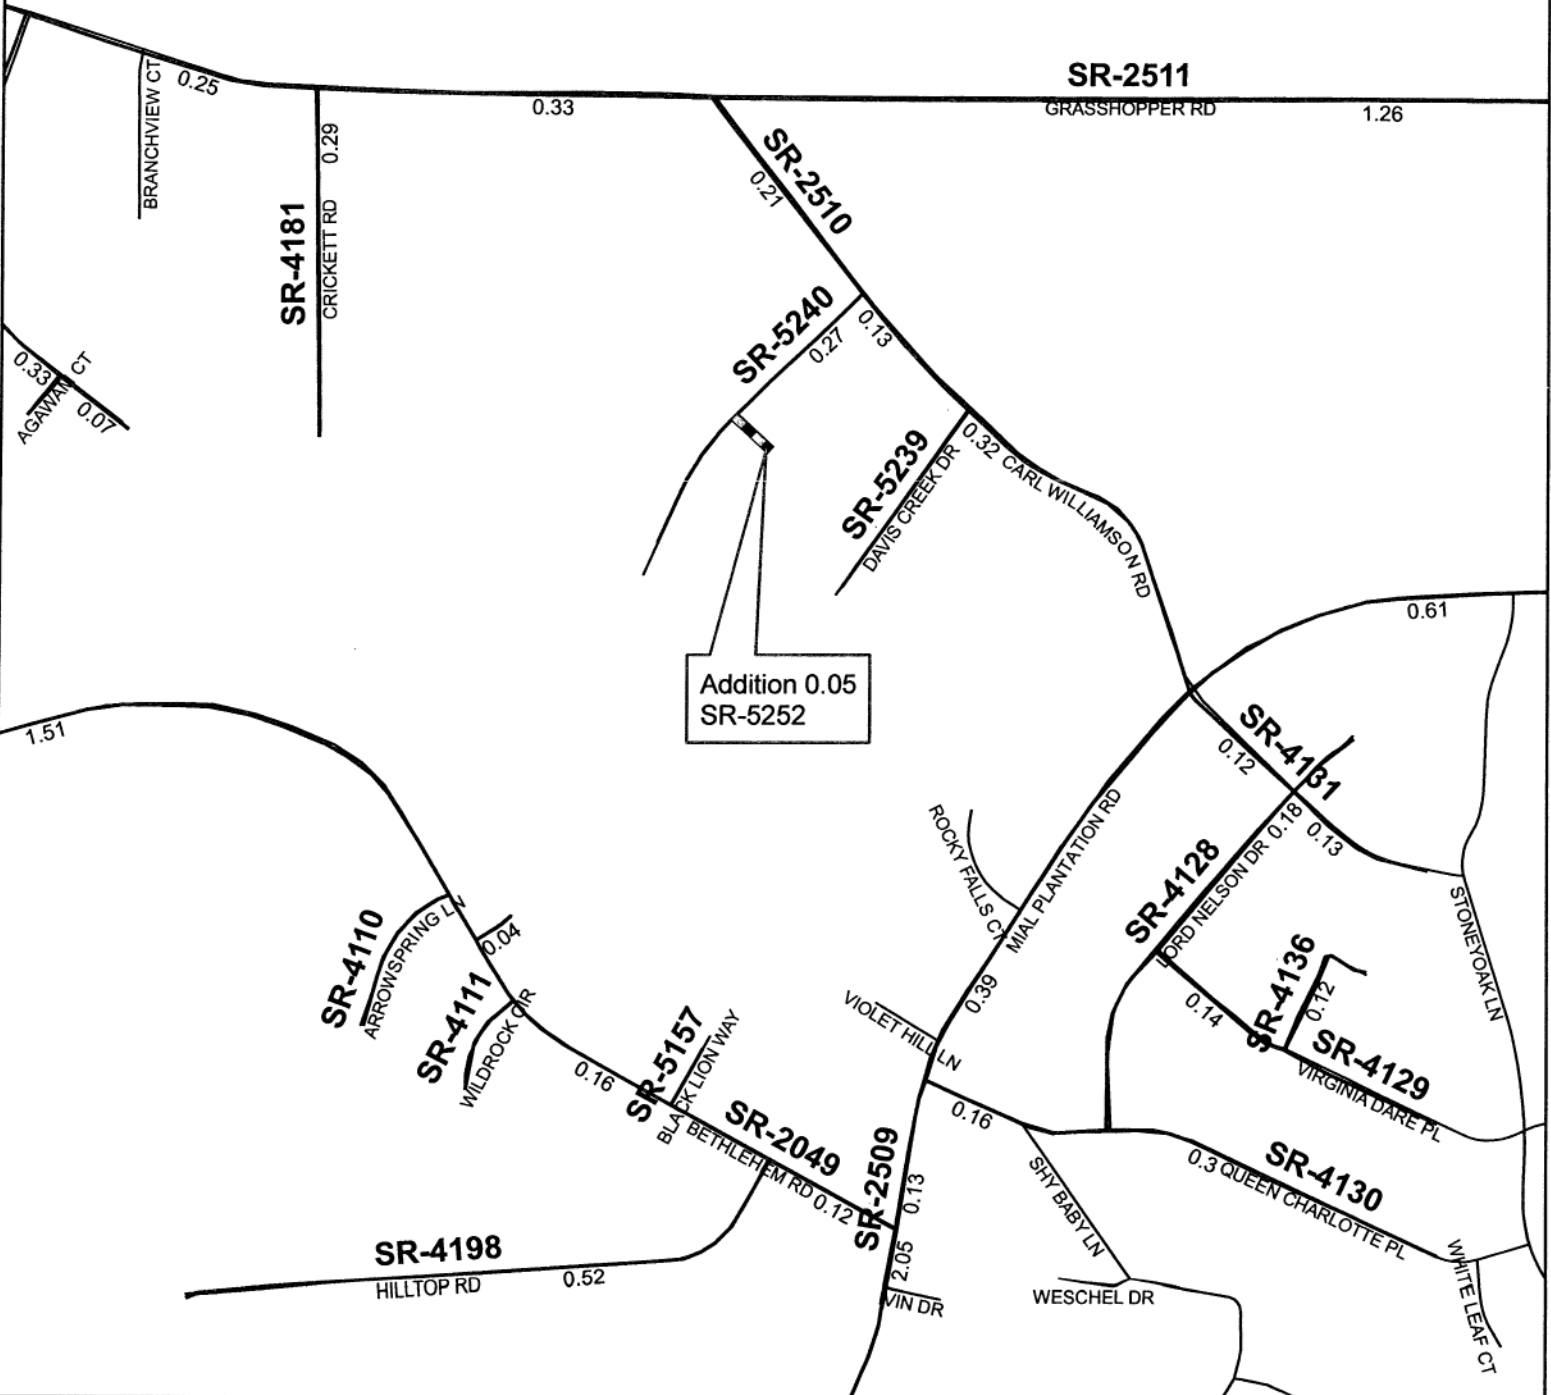 SR-2511
GRASSHOPPER RD
0.25
0.33
1.26
BRANCHVIEW CT
0.29
SR-4181
CRICKETT RD
SR-2510
0.21
SR-5240
0.27
0.13
0.33
AGAWAM CT
0.07
SR-5239
DAVIS CREEK DR
0.32
CARL WILLIAMSON RD
0.61
Addition 0.05
SR-5252
1.51
SR-4131
0.12
0.18
0.13
ROCKY FALLS CT
MIAL PLANTATION RD
SR-4128
LORD NELSON DR
STONEYOAK LN
SR-4110
ARROWSPRING LN
0.04
SR-4111
WILDROCK CIR
0.39
VIOLET HILL LN
0.14
SR-4136
0.12
SR-4129
VIRGINIA DARE PL
0.16
SR-5157
BLACK LION WAY
SR-2049
BETHLEHEM RD
0.12
SR-2509
0.13
0.16
SHY BABY LN
0.3
QUEEN CHARLOTTE PL
SR-4130
SR-4198
HILLTOP RD
0.52
2.05
VIN DR
WESCHEL DR
WHITE LEAF CT